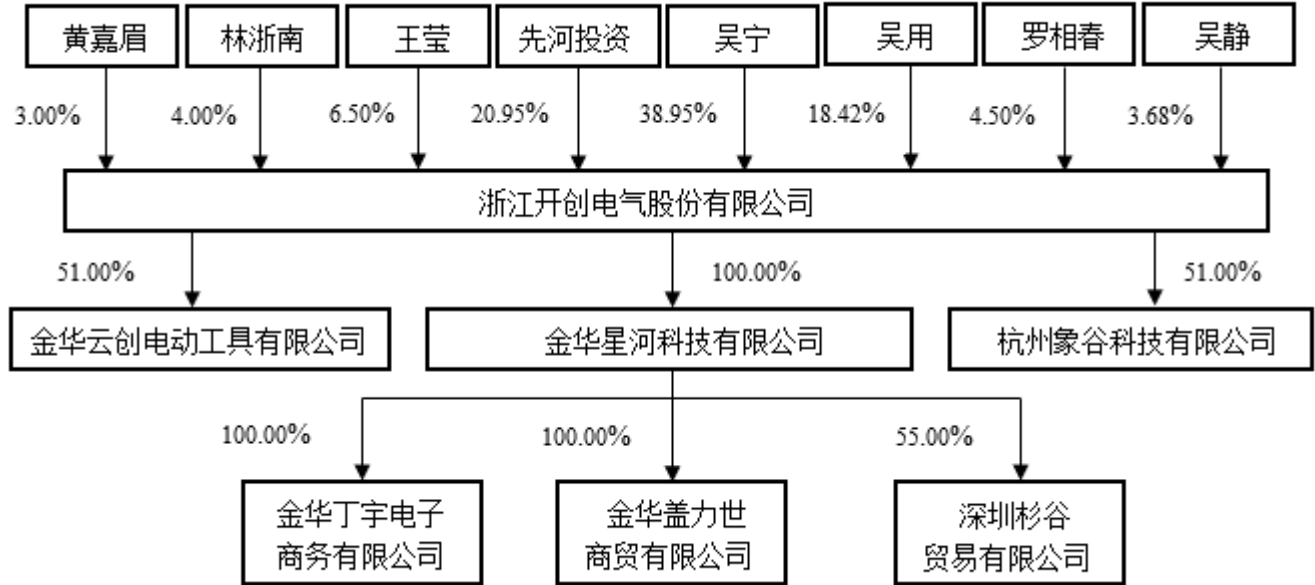 黄嘉眉 林浙南 王莹 先河投资 吴宁 吴用 罗相春 吴静
3.00% 4.00% 6.50% 20.95% 38.95% 18.42% 4.50% 3.68%
浙江开创电气股份有限公司
51.00% 100.00% 51.00%
金华云创电动工具有限公司 金华星河科技有限公司 杭州象谷科技有限公司
100.00% 100.00% 55.00%
金华丁宇电子 金华盖力世 深圳杉谷
商务有限公司 商贸有限公司 贸易有限公司